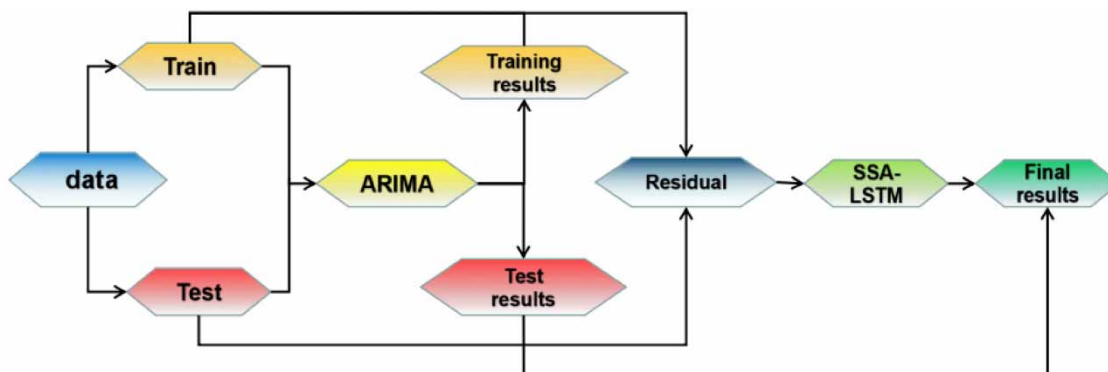 Train
Training
results
data
ARIMA
Residual
SSA-
LSTM
Final
results
Test
Test
results